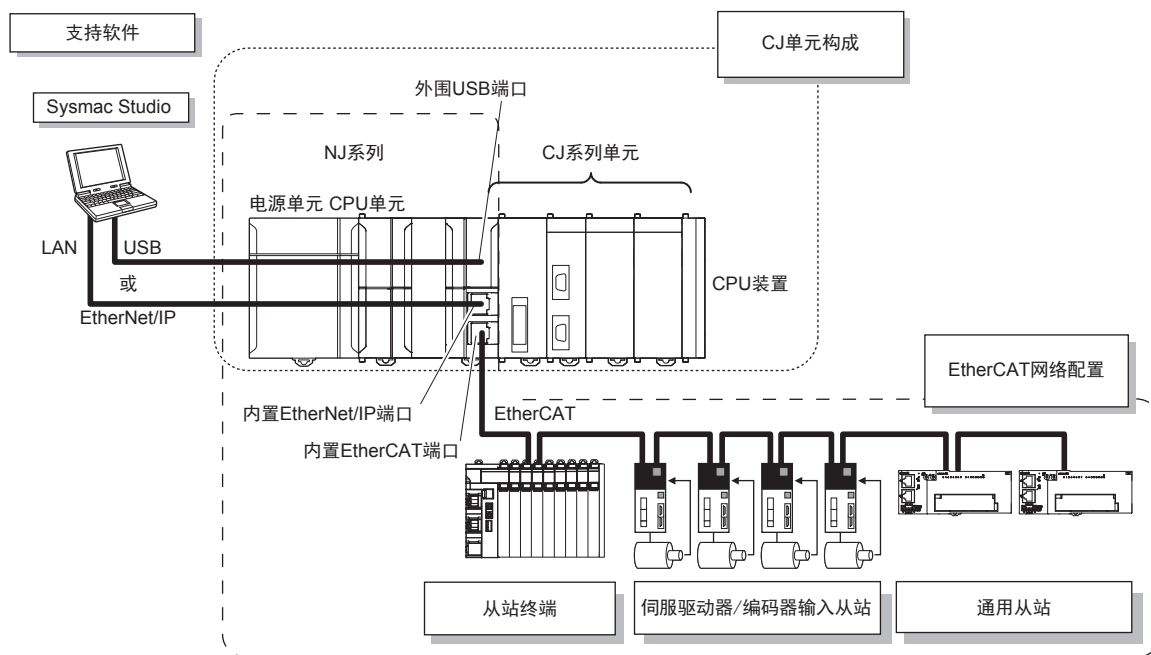 支持软件
CJ单元构成
Sysmac Studio
外围USB端口
NJ系列
CJ系列单元
电源单元 CPU单元
LAN
USB
或
EtherNet/IP
CPU装置
EtherCAT网络配置
内置EtherNet/IP端口
EtherCAT
内置EtherCAT端口
从站终端
伺服驱动器/编码器输入从站
通用从站